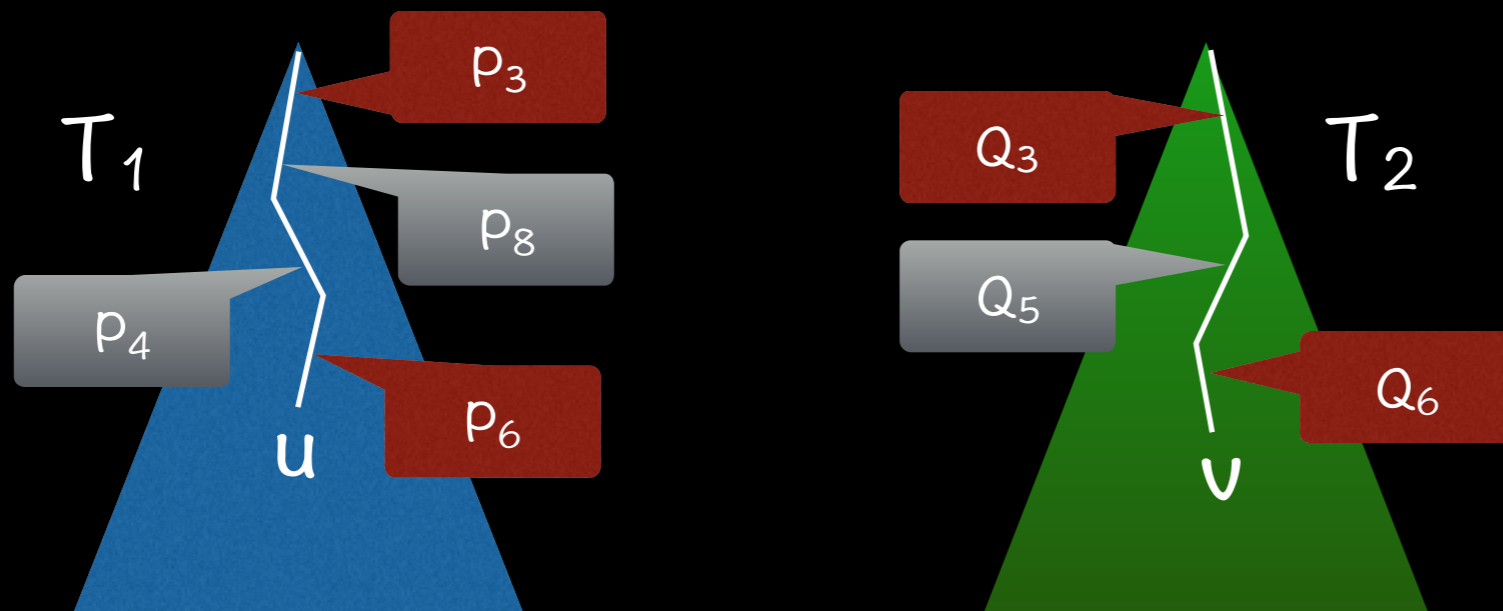 T₁
p₃
p₈
p₄
p₆
u
T₂
Q₃
Q₅
Q₆
v